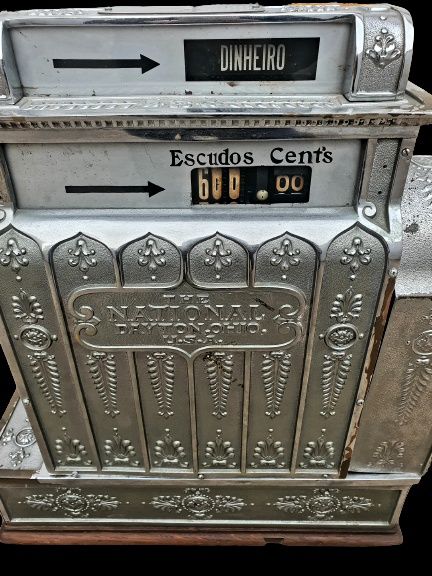 DINHEIRO
Escudos Cent's
600 00
THE
NATIONAL
DAYTON, OHIO.
U.S.A.